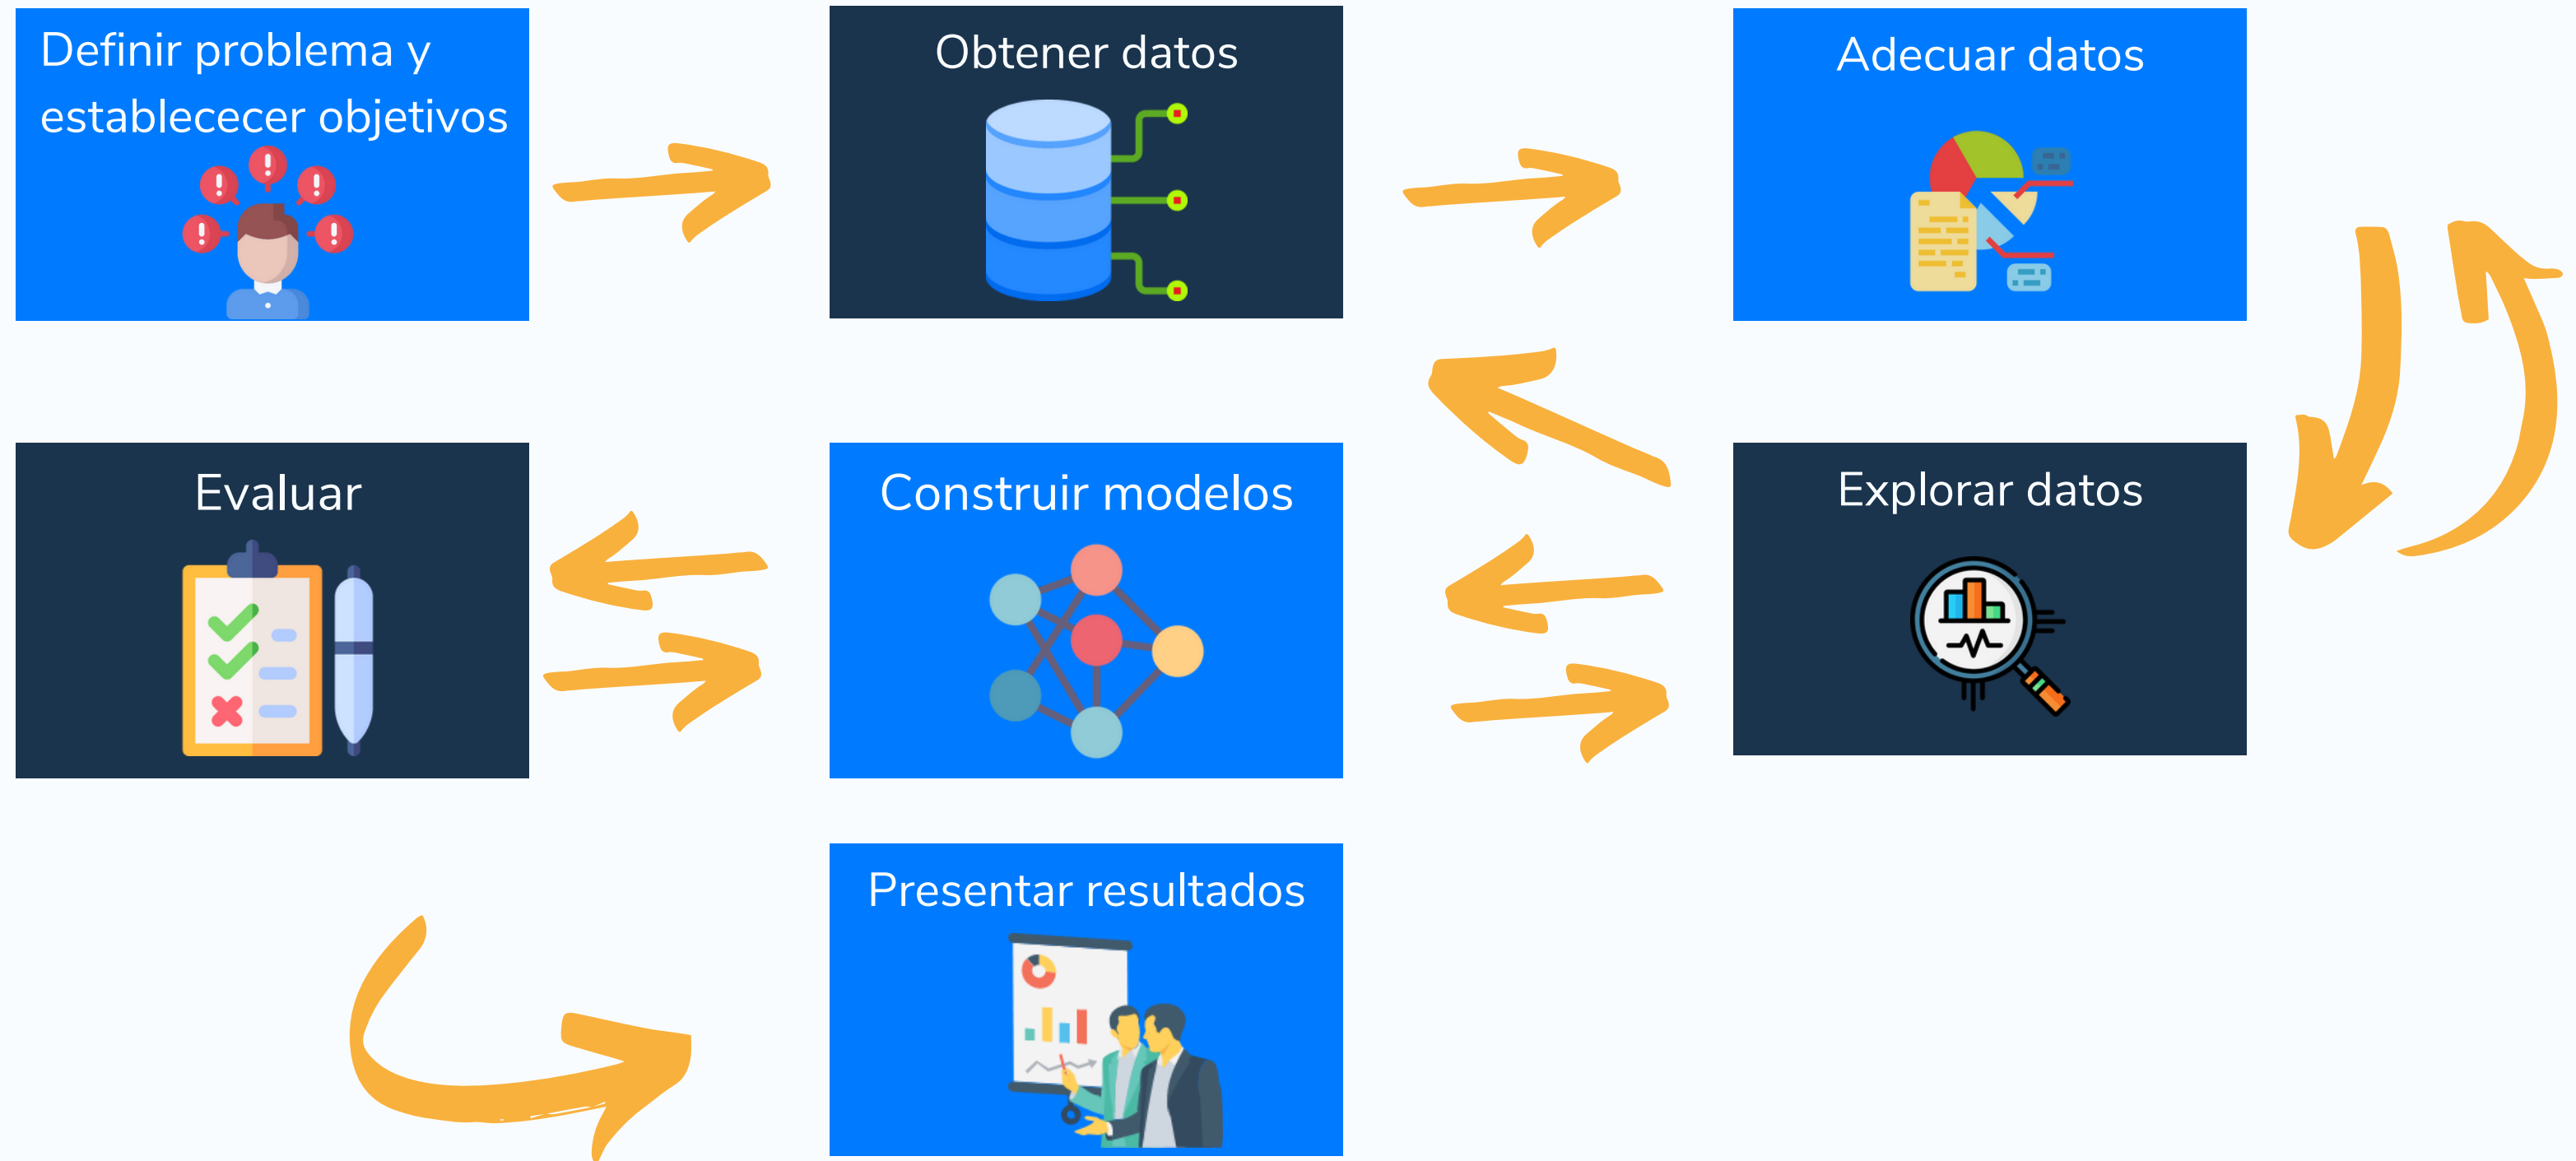 Definir problema y
establececer objetivos
Obtener datos
Adecuar datos
Evaluar
Construir modelos
Explorar datos
Presentar resultados